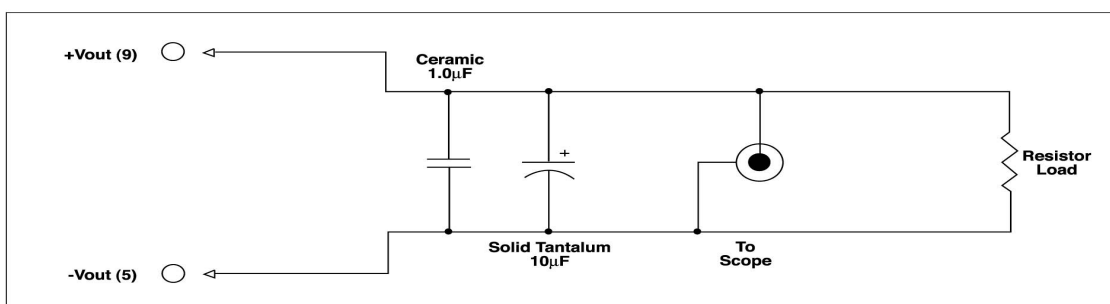 +Vout (9)
Ceramic
1.0μF
+
Resistor
Load
Solid Tantalum
10μF
To
Scope
-Vout (5)